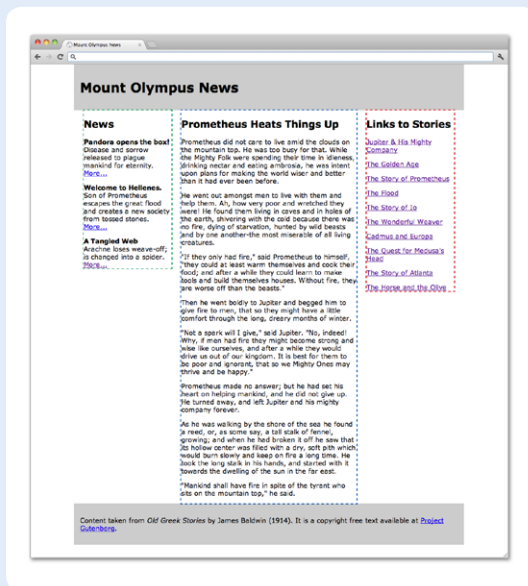 Mount Olympus News
Mount Olympus News
News
Pandora opens the box!
Disease and sorrow
released to plague
mankind for eternity.
More...
Welcome to Hellenes.
Son of Prometheus
escapes the great flood
and creates a new society
from tossed stones.
More...
A Tangled Web
Arachne loses weave-off;
is changed into a spider.
More...
Prometheus Heats Things Up
Prometheus did not care to live amid the clouds on
the mountain top. He was too busy for that. While
the Mighty Folk were spending their time in idleness,
drinking nectar and eating ambrosia, he was intent
upon plans for making the world wiser and better
than it had ever been before.
He went out amongst men to live with them and
help them. Ah, how very poor and wretched they
were! He found them living in caves and in holes of
the earth, shivering with the cold because there was
no fire, dying of starvation, hunted by wild beasts
and by one another-the most miserable of all living
creatures.
"If they only had fire," said Prometheus to himself,
"they could at least warm themselves and cook their
food; and after a while they could learn to make
tools and build themselves houses. Without fire, they
are worse off than the beasts."
Then he went boldly to Jupiter and begged him to
give fire to men, that so they might have a little
comfort through the long, dreary months of winter.
"Not a spark will I give," said Jupiter. "No, indeed!
Why, if men had fire they might become strong and
wise like ourselves, and after a while they would
drive us out of our kingdom. It is best for them to
be poor and ignorant, that so we Mighty Ones may
thrive and be happy."
Prometheus made no answer; but he had set his
heart on helping mankind, and he did not give up.
He turned away, and left Jupiter and his mighty
company forever.
As he was walking by the shore of the sea he found
a reed, or, as some say, a tall stalk of fennel,
growing; and when he had broken it off he saw that
its hollow center was filled with a dry, soft pith which
would burn slowly and keep on fire a long time. He
took the long stalk in his hands, and started with it
towards the dwelling of the sun in the far east.
"Mankind shall have fire in spite of the tyrant who
sits on the mountain top," he said.
Links to Stories
Jupiter & His Mighty
Company
The Golden Age
The Story of Prometheus
The Flood
The Story of Io
The Wonderful Weaver
Cadmus and Europa
The Quest for Medusa's
Head
The Story of Atlanta
The Horse and the Olive
Content taken from Old Greek Stories by James Baldwin (1914). It is a copyright free text available at Project
Gutenberg.